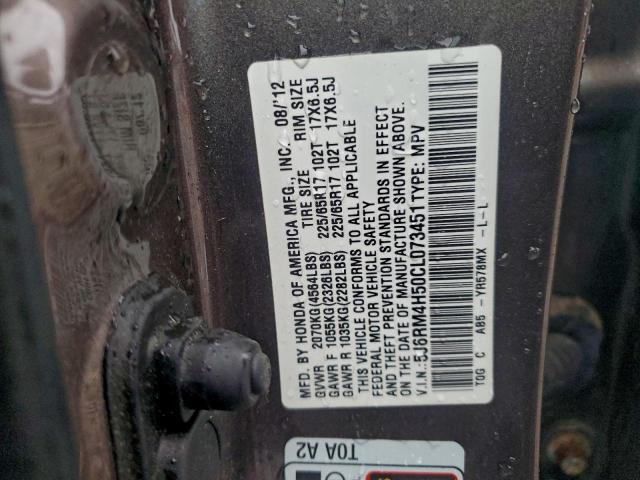 MFD. BY HONDA OF AMERICA MFG., INC. 08/'12
TIRE SIZE RIM SIZE
GVWR 2070KG(4564LBS)
GAWR F 1055KG(2326LBS) 225/65R17 102T 17X6.5J
GAWR R 1035KG(2282LBS) 225/65R17 102T 17X6.5J
THIS VEHICLE CONFORMS TO ALL APPLICABLE
FEDERAL MOTOR VEHICLE SAFETY
AND THEFT PREVENTION STANDARDS IN EFFECT
ON THE DATE OF MANUFACTURE SHOWN ABOVE.
V.I.N.: 5J6RM4H50CL073451 TYPE: MPV
T0G C A85 - YR578MX -L-L
T0A A2